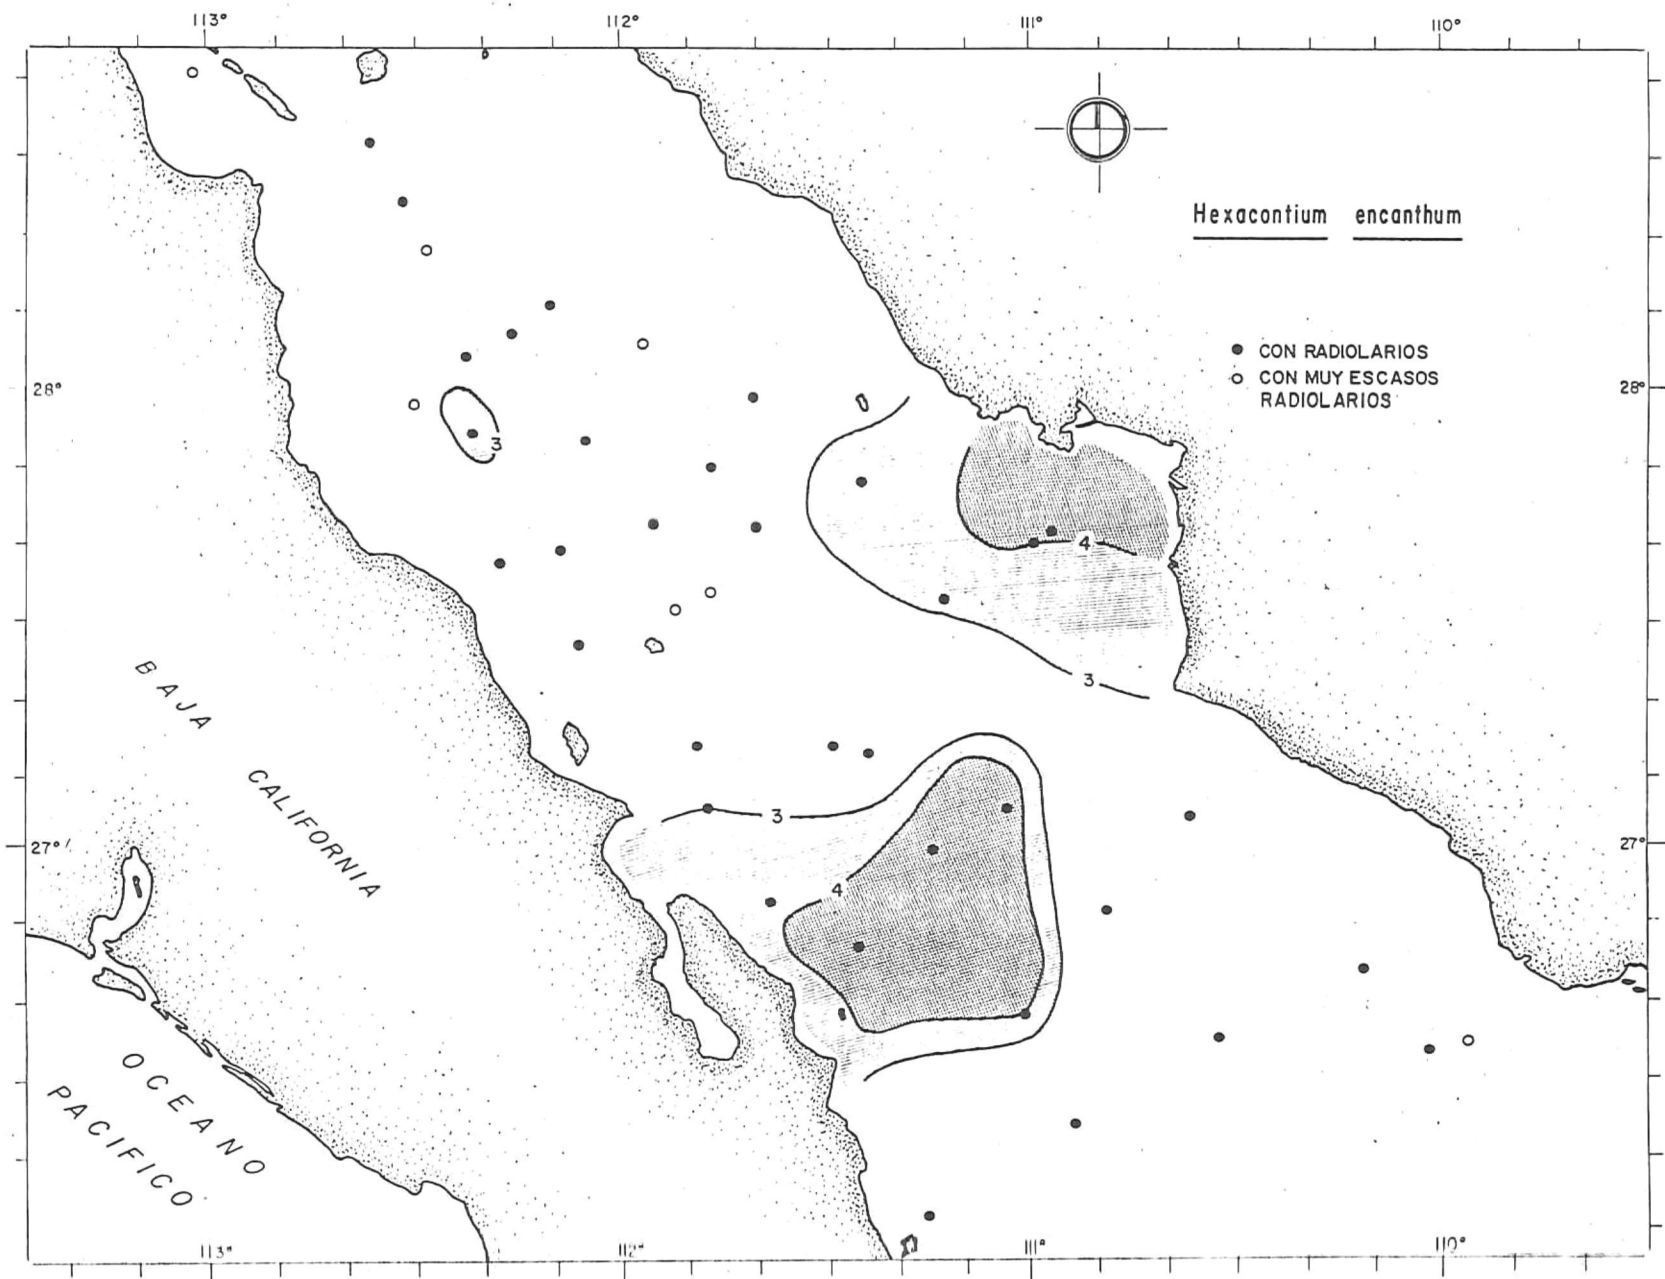 113° 112° 111° 110°
Hexacontium encanthum
CON RADIOLARIOS
CON MUY ESCASOS
RADIOLARIOS
28° 28°
3
4
3
BAJA
CALIFORNIA
3
27° 27°
4
OCEANO
PACIFICO
113° 112° 111° 110°